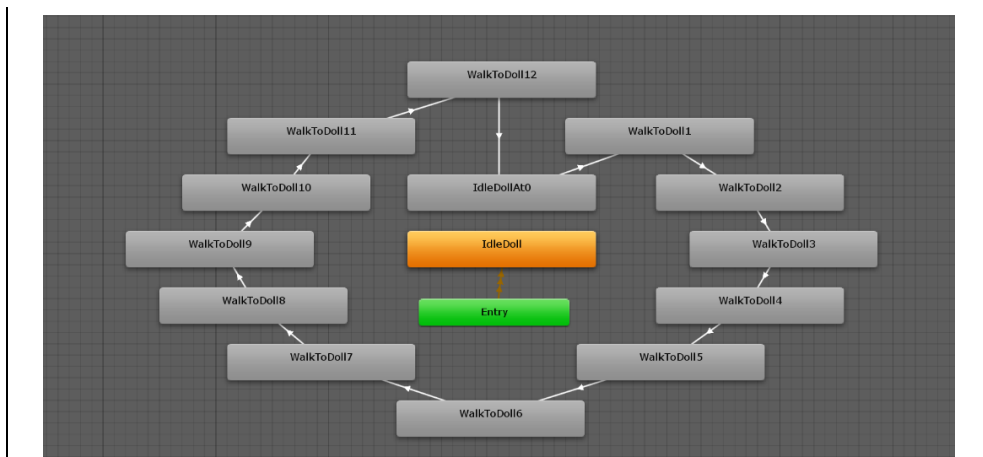 WalkToDoll12
WalkToDoll11
WalkToDoll1
WalkToDoll10
IdleDollAt0
WalkToDoll2
WalkToDoll9
IdleDoll
WalkToDoll3
WalkToDoll8
Entry
WalkToDoll4
WalkToDoll7
WalkToDoll5
WalkToDoll6